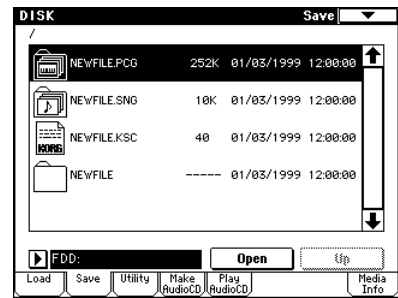 DISK Save
/
NEWFILE.PCG 252K 01/03/1999 12:00:00
NEWFILE.SNG 10K 01/03/1999 12:00:00
KORG NEWFILE.KSC 40 01/03/1999 12:00:00
NEWFILE ----- 01/03/1999 12:00:00
FDD: Open Up
Load Save Utility Make AudioCD Play AudioCD Media Info